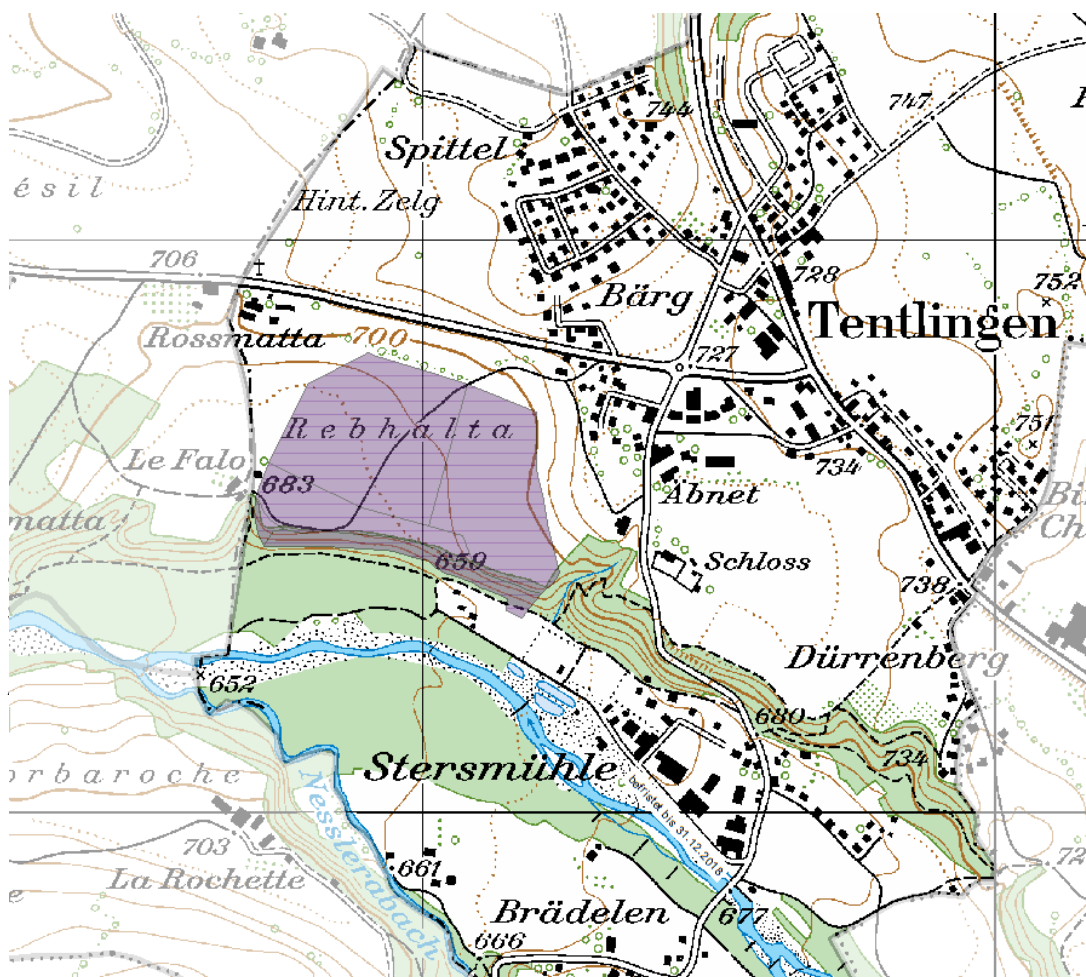 747
744
Spittel
ésil
Hint. Zelg
706
728
752
Bärg
Tentlingen
Rossmatta
700
727
Rebhalta
751
Le Falo
734
683
Abnet
matta
659
Schloss
738
Dürrenberg
652
680
734
Stersmühle
befristet bis 31.12.2018
orbaroche
Nesslerabach
703
661
La Rochette
Brädelen
677
666